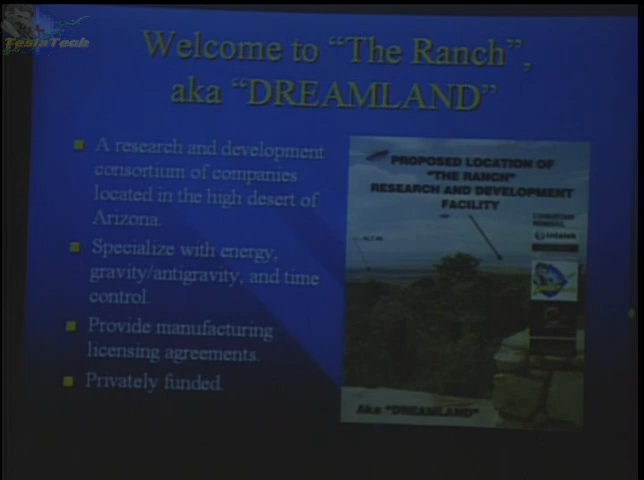 TeslaTech
Welcome to “The Ranch”,
aka “DREAMLAND”
A research and development
consortium of companies
located in the high desert of
Arizona.
Specialize with energy,
gravity/antigravity, and time
control.
Provide manufacturing
licensing agreements.
Privately funded.
PROPOSED LOCATION OF
"THE RANCH"
RESEARCH AND DEVELOPMENT
FACILITY
intalek
Aka "DREAMLAND"